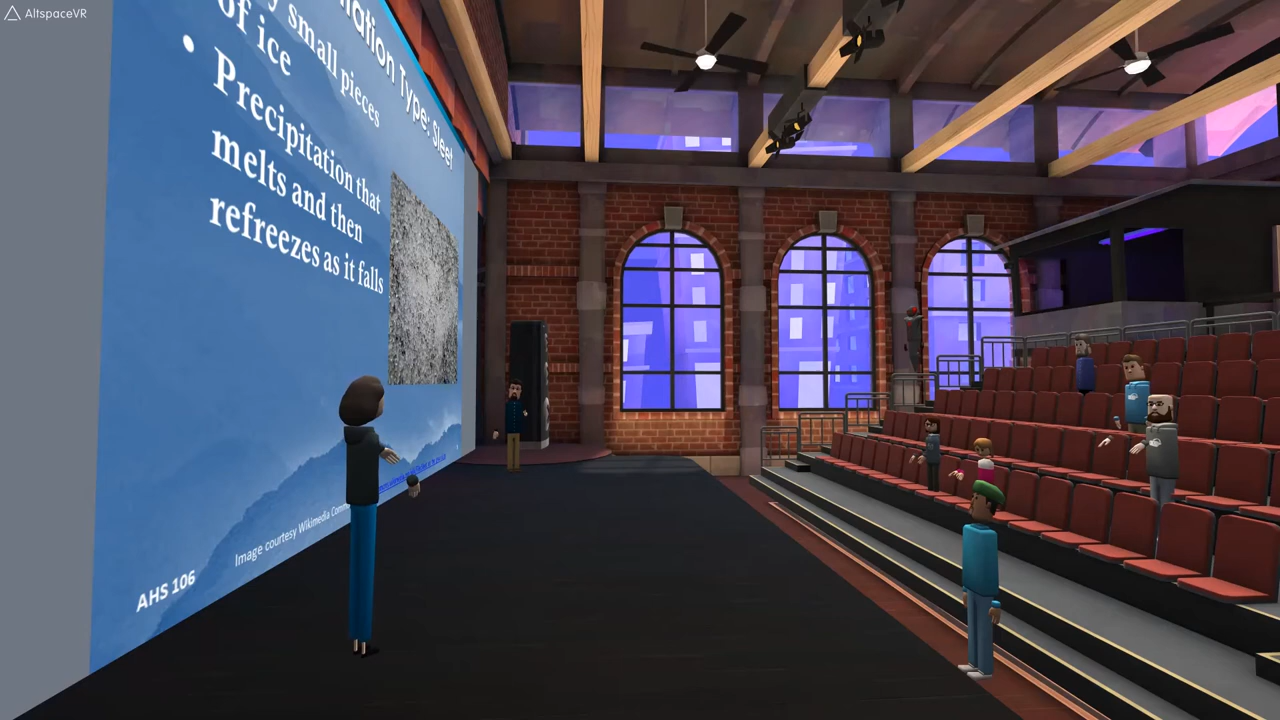 AltspaceVR
Type: Sleet
small pieces
of ice
• Precipitation that
melts and then
refreezes as it falls
Image courtesy Wikimedia
AHS 106